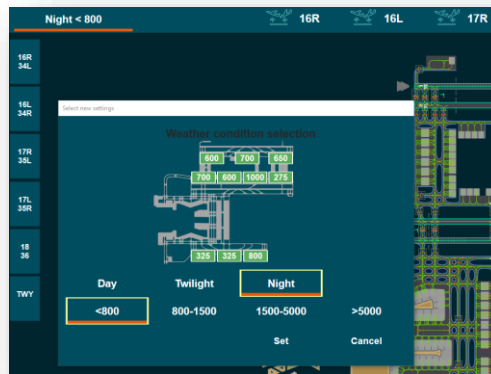 Night < 800
16R
16L
17R
16R
34L
16L
34R
17R
35L
17L
35R
18
36
TWY
Select new settings
Weather condition selection
600 700 650
700 600 1000 275
325 325 800
Day Twilight Night
<800 800-1500 1500-5000 >5000
Set Cancel